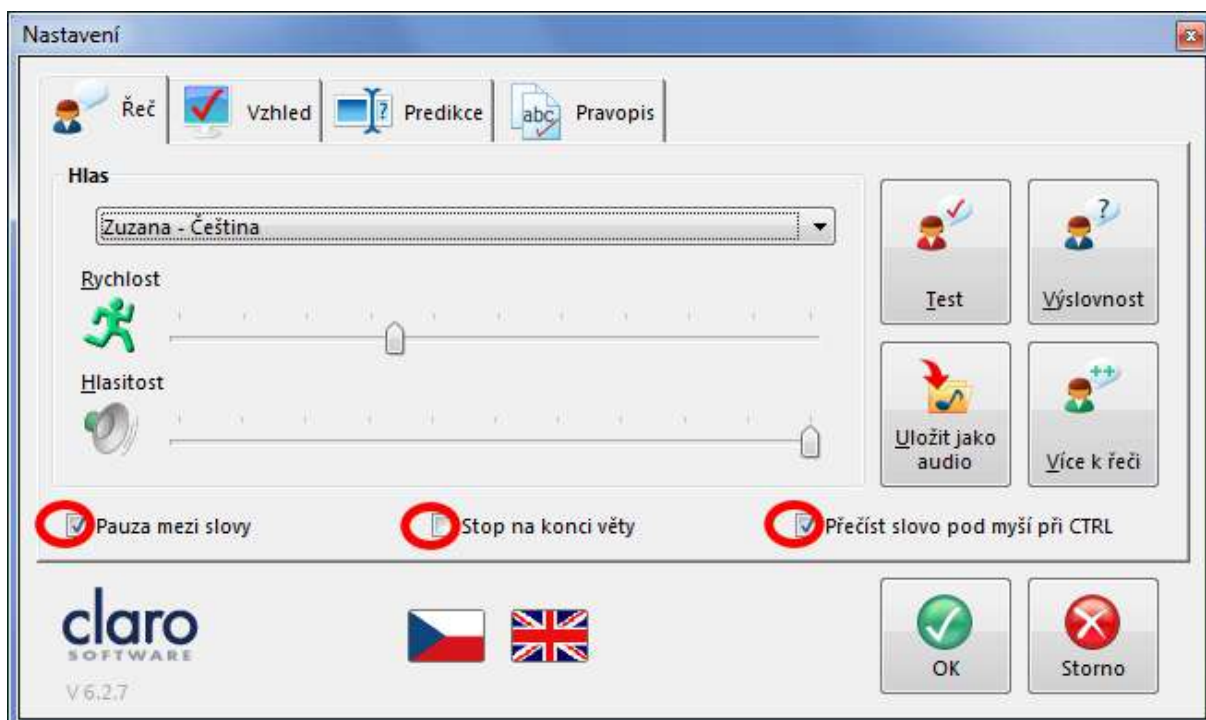 Nastavení
Řeč
Vzhled
?
Predikce
abc
Pravopis
Hlas
Zuzana - Čeština
Rychlost
Hlasitost
?
Test
Výslovnost
++
Uložit jako
audio
Více k řeči
Pauza mezi slovy
Stop na konci věty
Přečíst slovo pod myší při CTRL
claro
SOFTWARE
V 6.2.7
OK
Storno